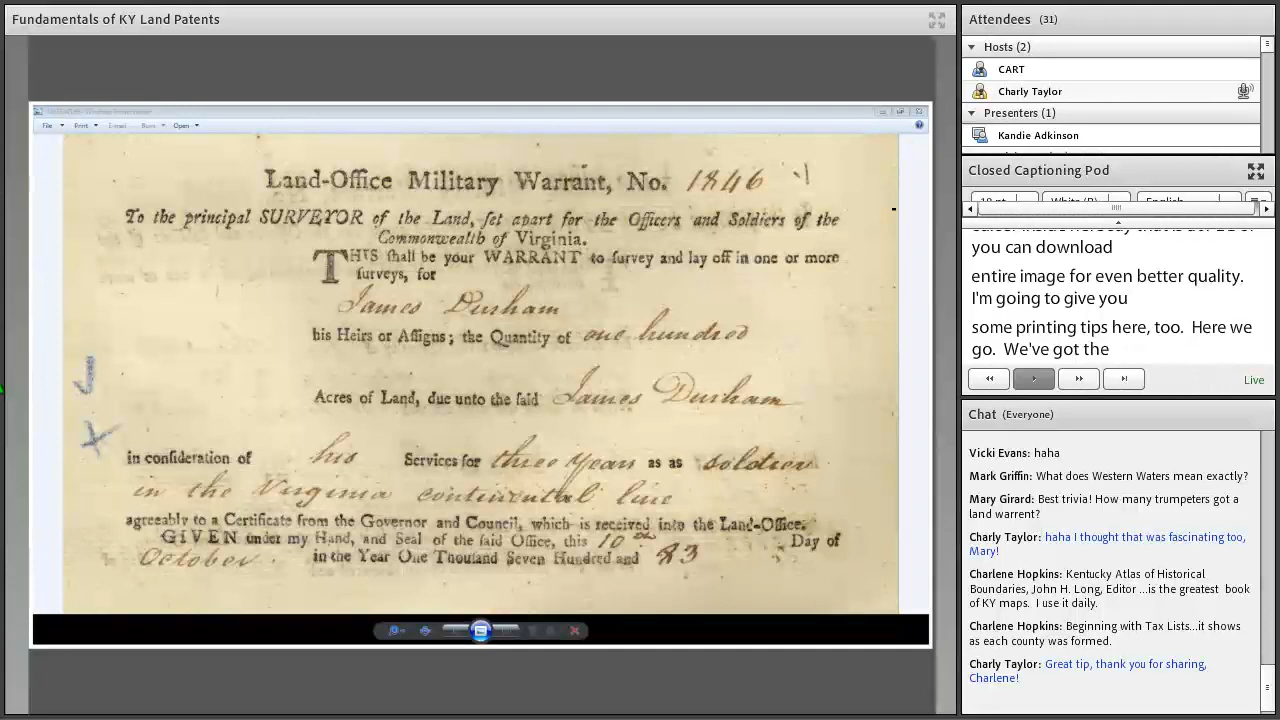 Fundamentals of KY Land Patents
File Print E-mail Burn Open
Land-Office Military Warrant, No. 1846
To the principal SURVEYOR of the Land, set apart for the Officers and Soldiers of the
Commonwealth of Virginia.
THIS shall be your WARRANT to survey and lay off in one or more
surveys, for
James Durham
his Heirs or Assigns; the Quantity of one hundred
Acres of Land, due unto the said James Durham
in consideration of his Services for three years as as soldier
in the Virginia continental line
agreeably to a Certificate from the Governor and Council, which is received into the Land-Office.
GIVEN under my Hand, and Seal of the said Office, this 10th Day of
October in the Year One Thousand Seven Hundred and 83
Attendees (31)
Hosts (2)
CART
Charly Taylor
Presenters (1)
Kandie Adkinson
Closed Captioning Pod
English
you can download
entire image for even better quality.
I'm going to give you
some printing tips here, too. Here we
go. We've got the
Live
Chat (Everyone)
Vicki Evans: haha
Mark Griffin: What does Western Waters mean exactly?
Mary Girard: Best trivia! How many trumpeters got a
land warrent?
Charly Taylor: haha I thought that was fascinating too,
Mary!
Charlene Hopkins: Kentucky Atlas of Historical
Boundaries, John H. Long, Editor ...is the greatest book
of KY maps. I use it daily.
Charlene Hopkins: Beginning with Tax Lists...it shows
as each county was formed.
Charly Taylor: Great tip, thank you for sharing,
Charlene!